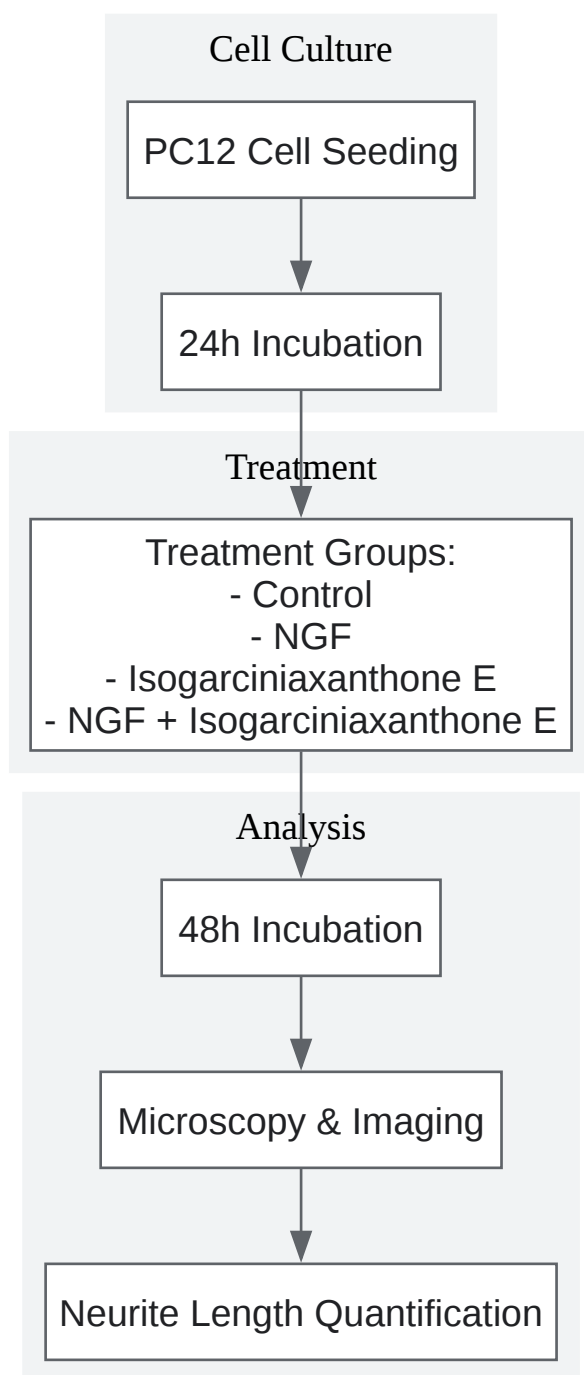 Cell Culture
PC12 Cell Seeding
24h Incubation
Treatment
Treatment Groups:
- Control
- NGF
- Isogarciniaxanthone E
- NGF + Isogarciniaxanthone E
Analysis
48h Incubation
Microscopy & Imaging
Neurite Length Quantification